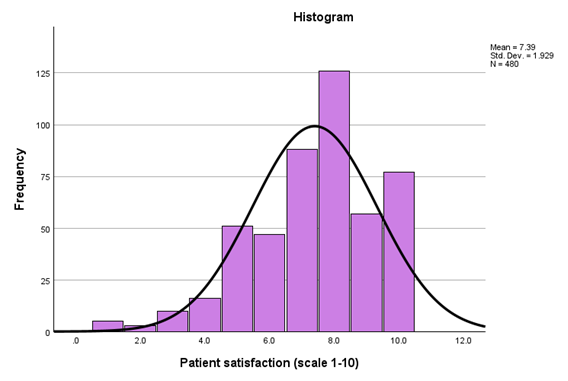 Histogram
Mean = 7.39
Std. Dev. = 1.929
N = 480
125
100
75
50
25
0
Frequency
.0 2.0 4.0 6.0 8.0 10.0 12.0
Patient satisfaction (scale 1-10)